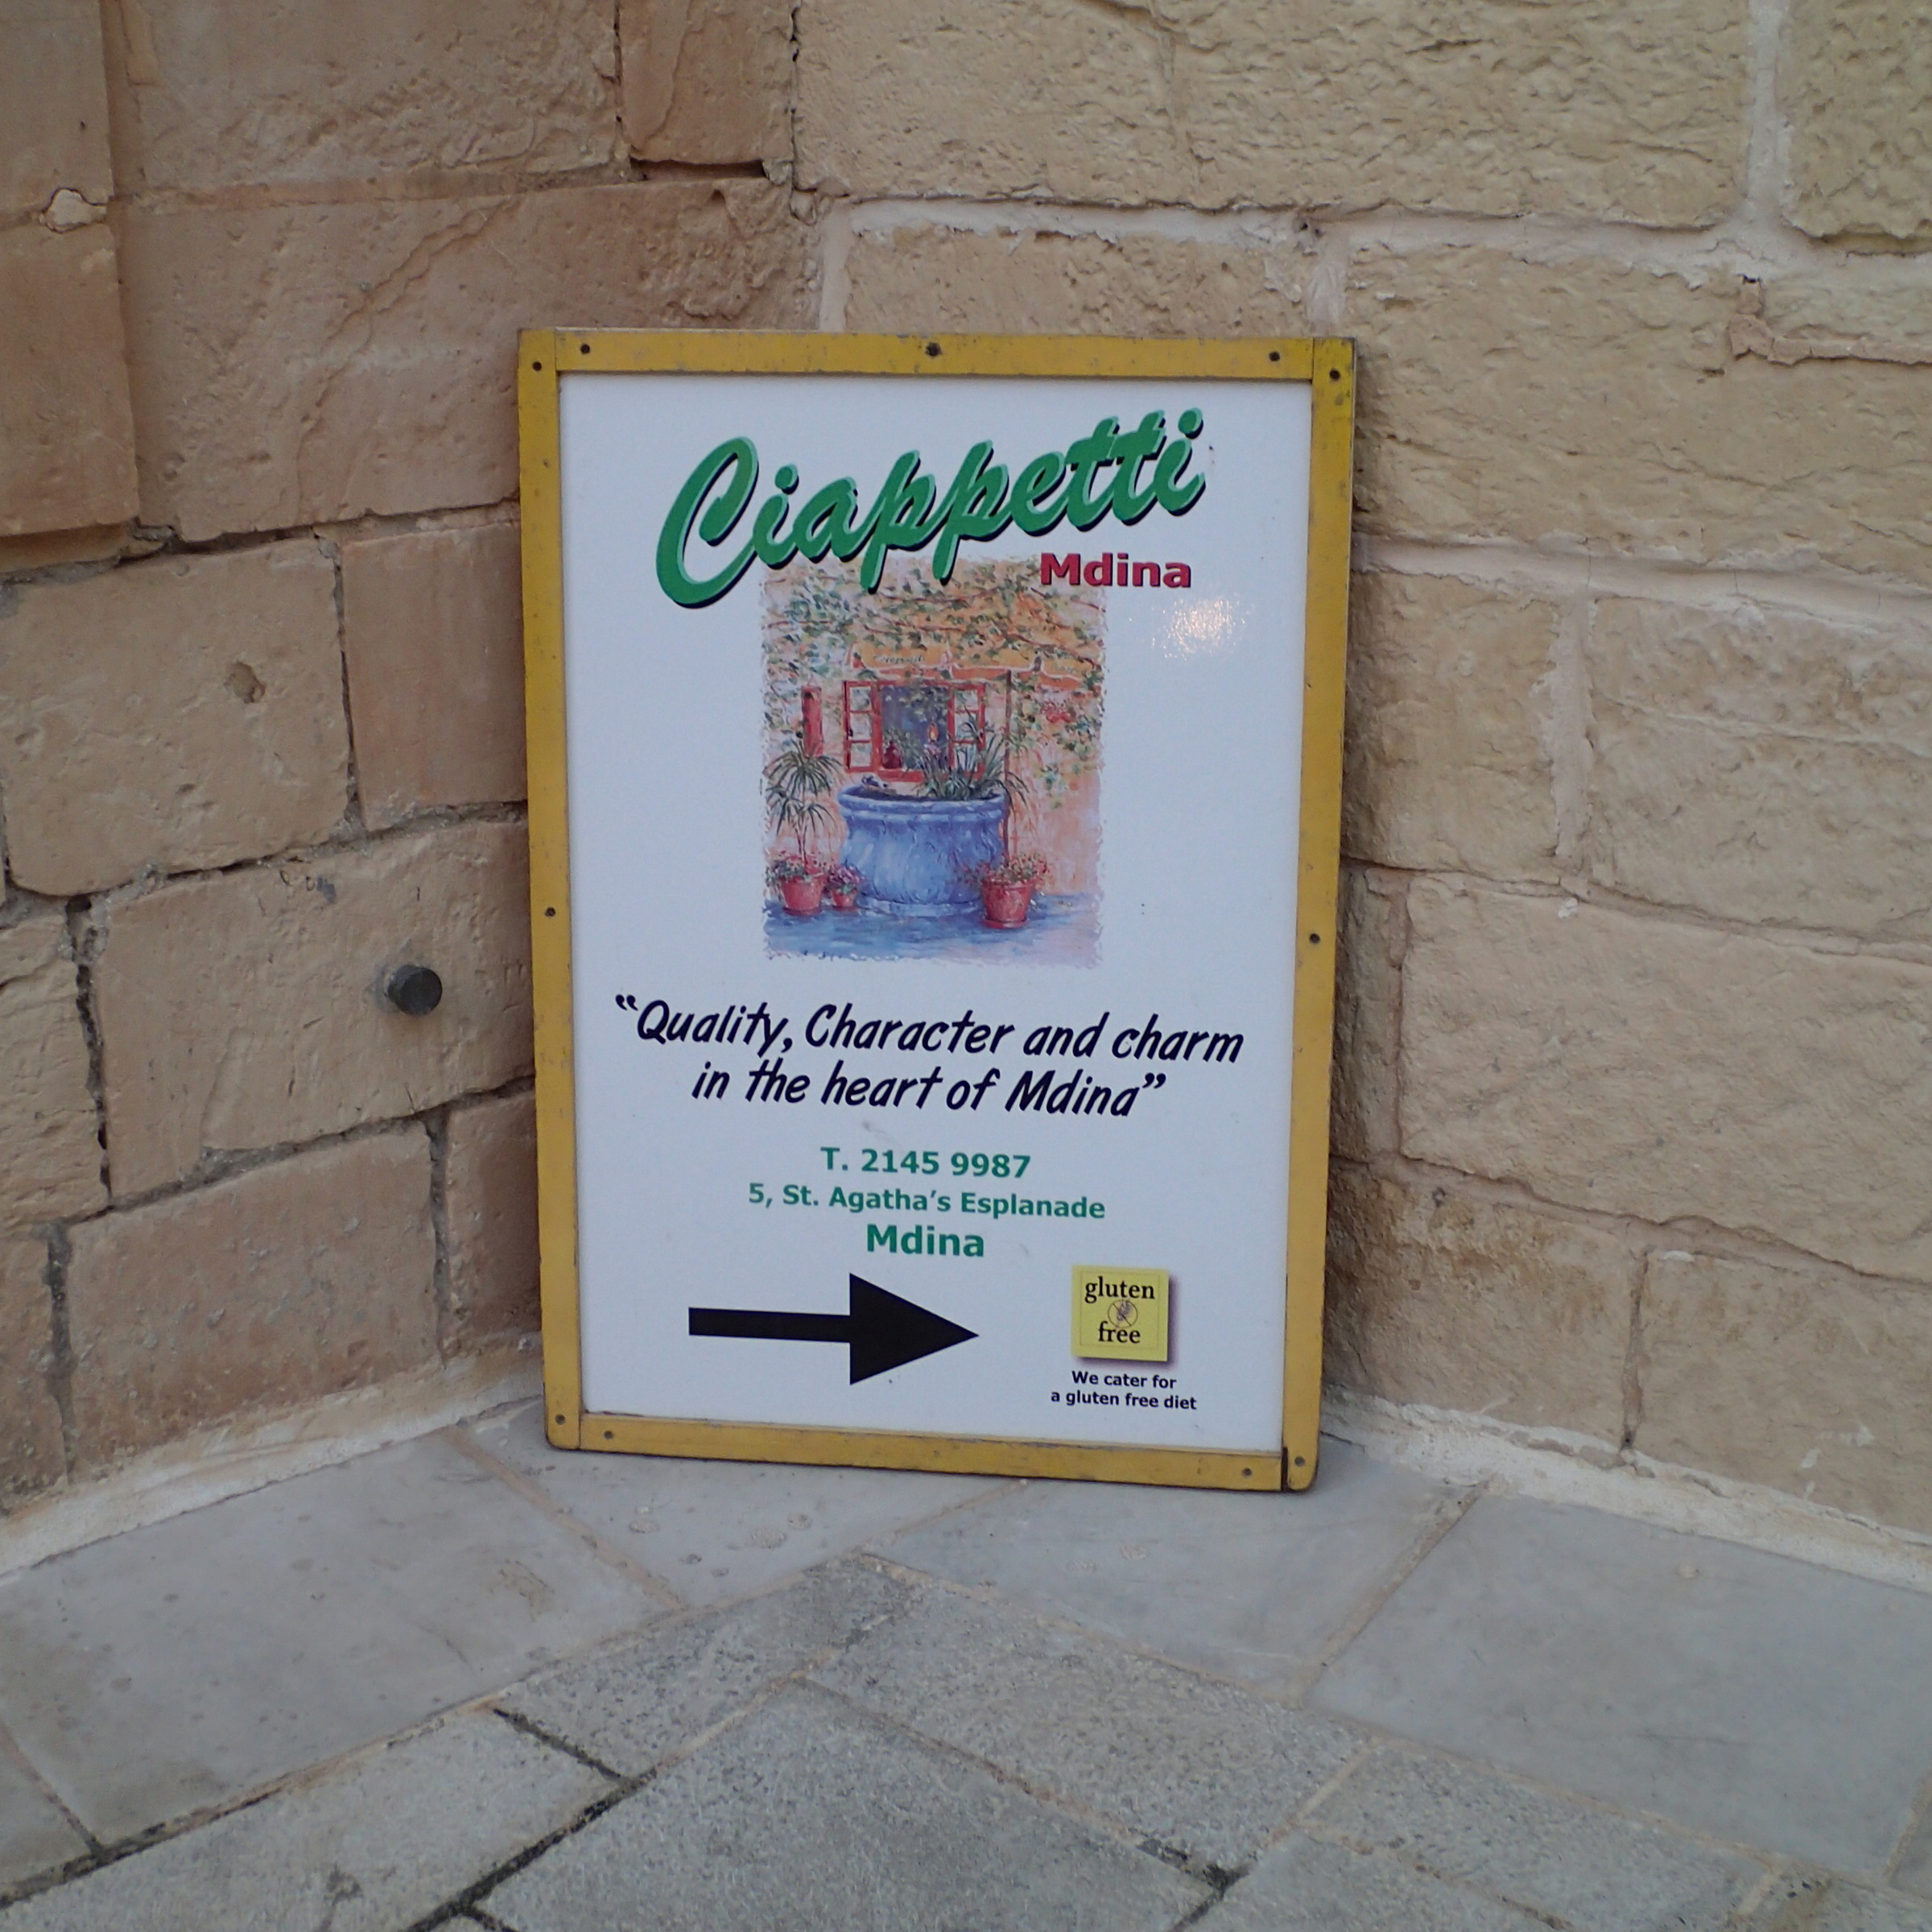 Ciappetti
Mdina
“Quality, Character and charm
in the heart of Mdina”
T. 2145 9987
5, St. Agatha’s Esplanade
Mdina
gluten
free
We cater for
a gluten free diet